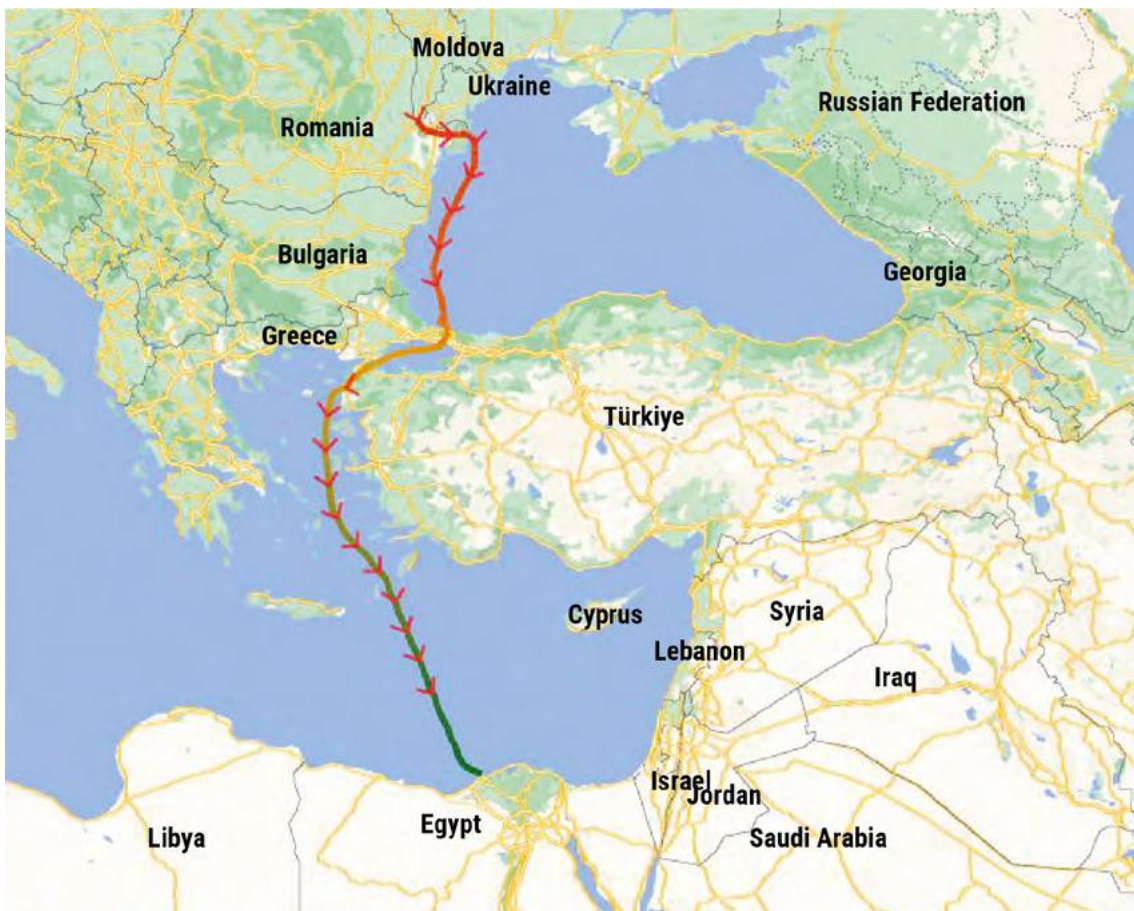 Moldova
Ukraine
Russian Federation
Romania
Bulgaria
Georgia
Greece
Türkiye
Cyprus
Syria
Lebanon
Iraq
Israel
Jordan
Egypt
Libya
Saudi Arabia